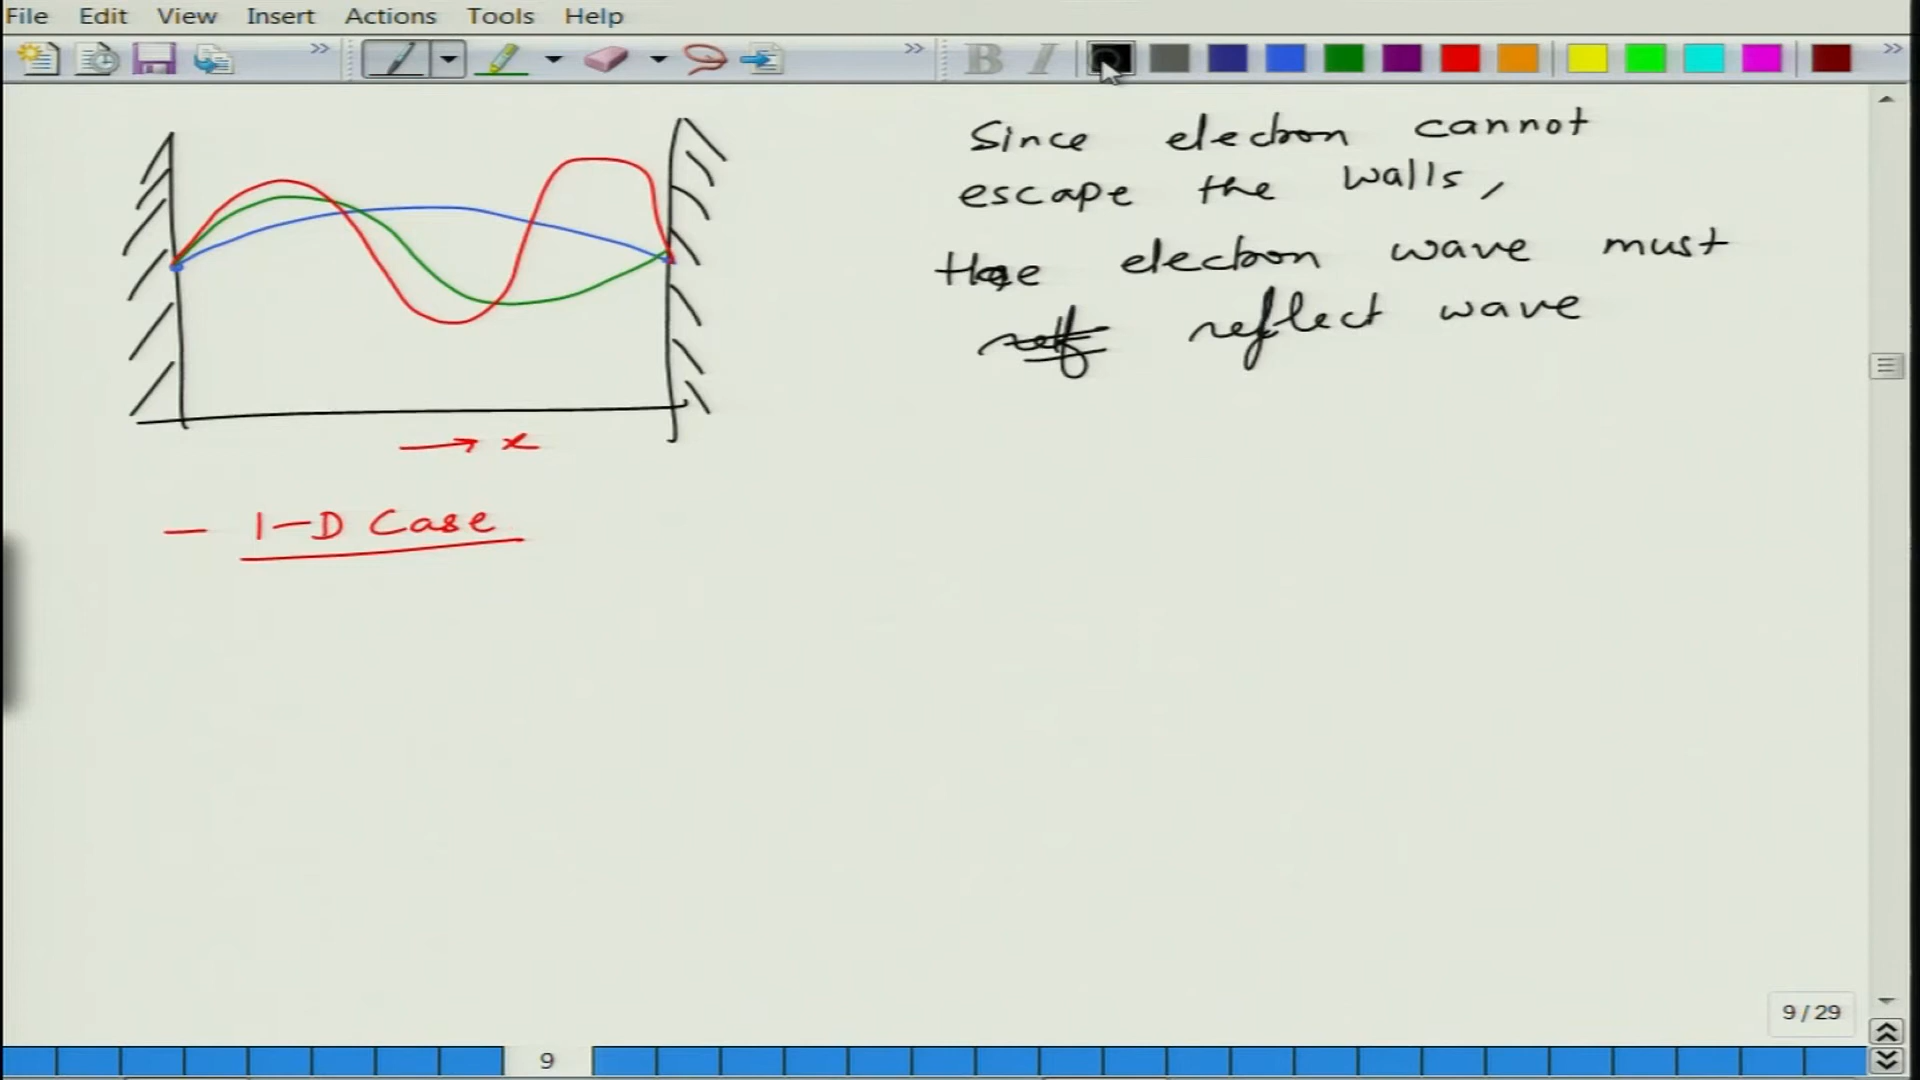 File Edit View Insert Actions Tools Help
B I
Since electron cannot
escape the walls,
the electron wave must
reflect wave
→ x
– 1-D Case
9 / 29
9